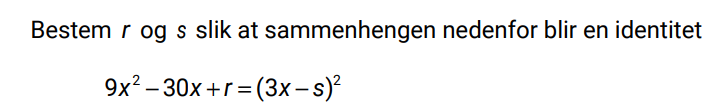 Bestem r og s slik at sammenhengen nedenfor blir en identitet
9x² – 30x + r = (3x – s)²